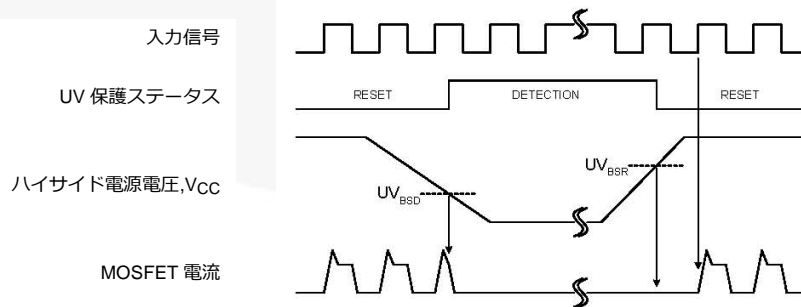 入力信号
UV 保護ステータス
RESET
DETECTION
RESET
ハイサイド電源電圧,VCC
UVBSD
UVBSR
MOSFET 電流